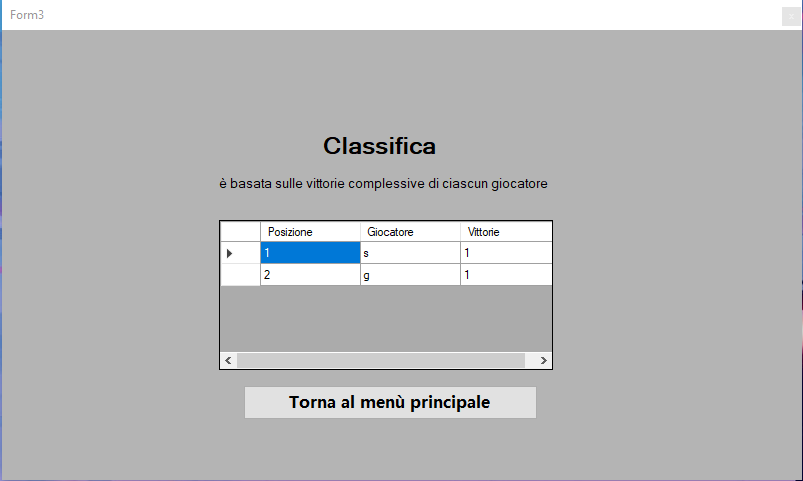 Form3
Classifica
è basata sulle vittorie complessive di ciascun giocatore
Posizione Giocatore Vittorie
1 s 1
2 g 1
Torna al menù principale